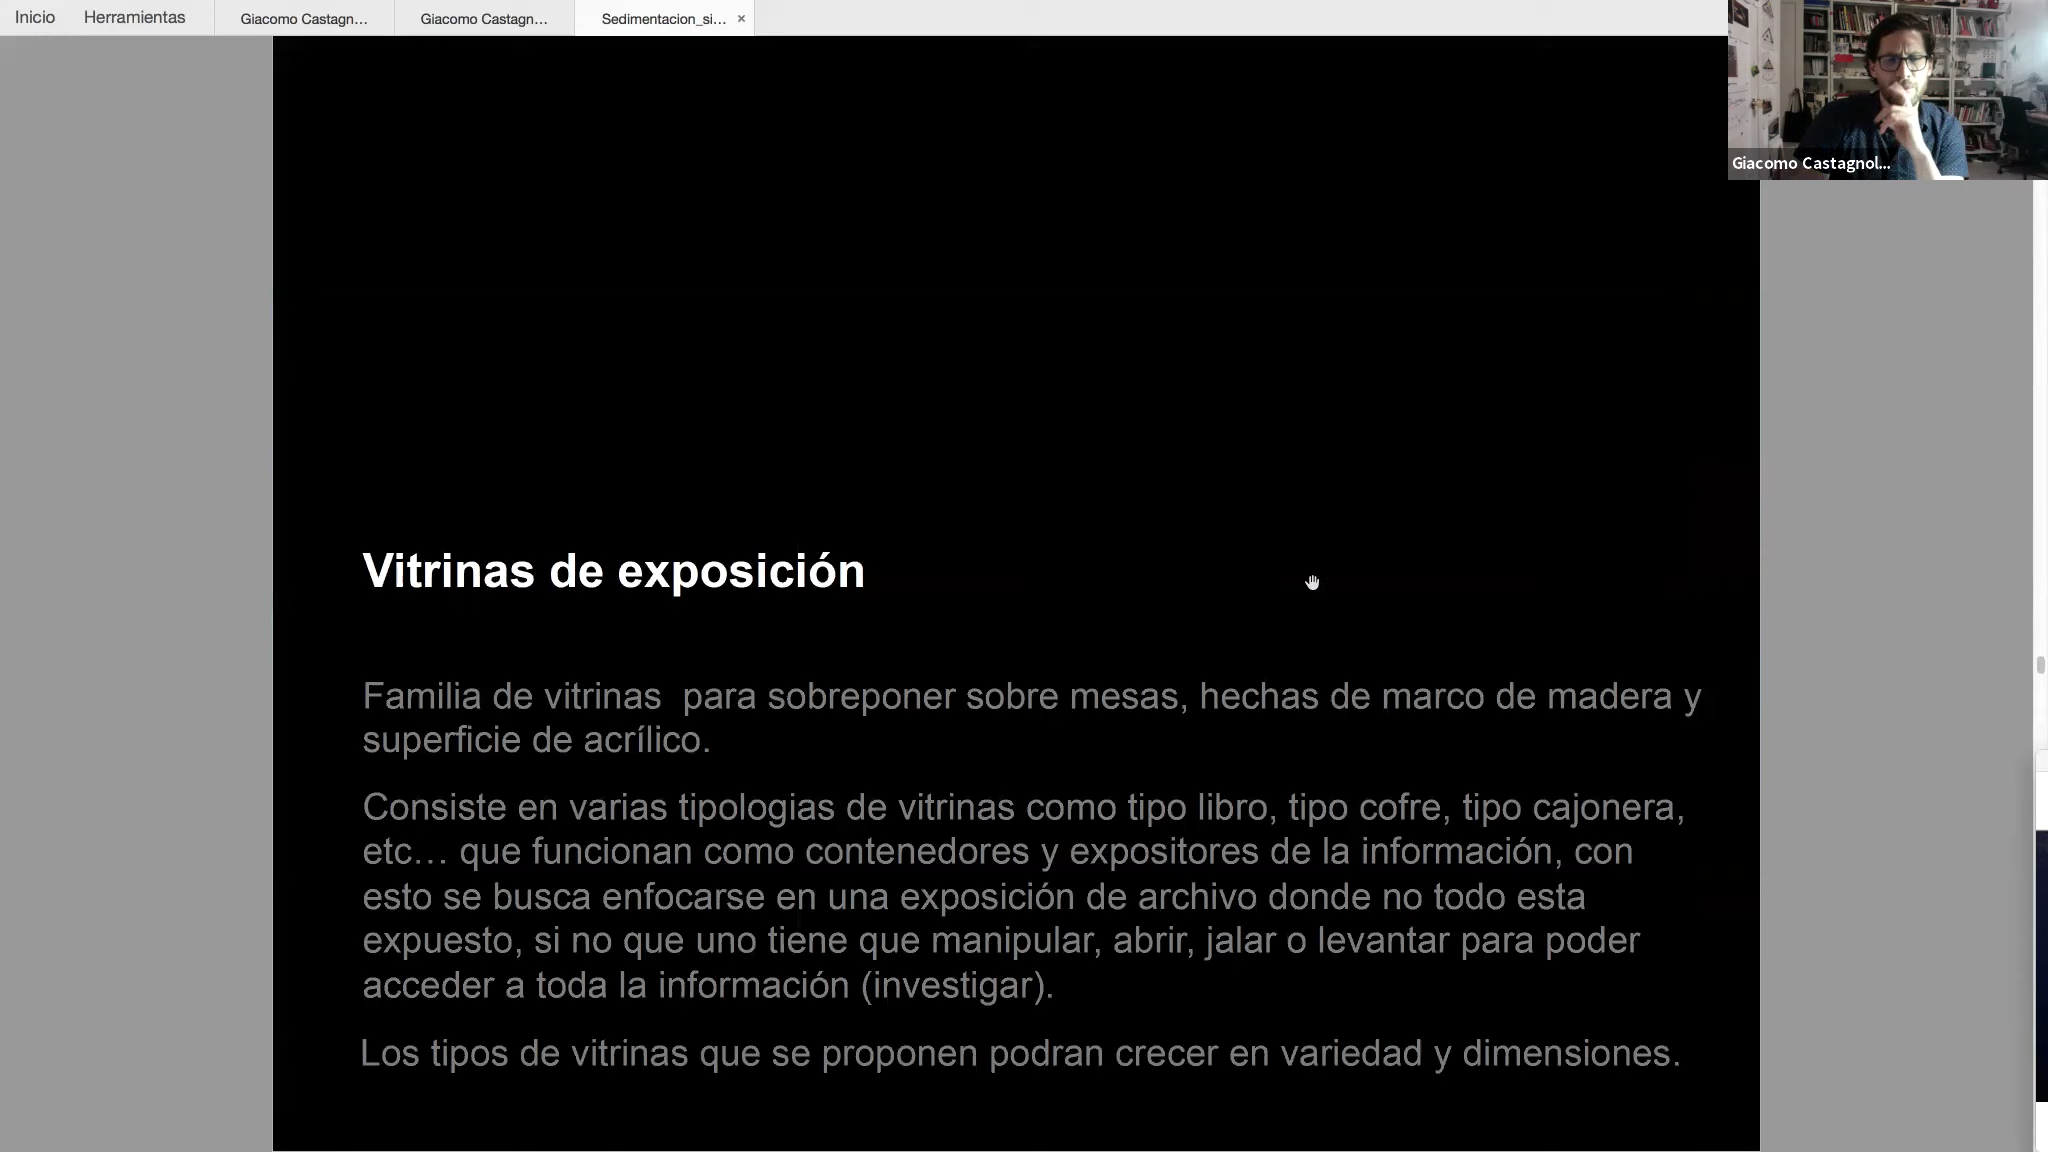 Inicio Herramientas Giacomo Castagn... Giacomo Castagn... Sedimentacion_si... ×
Giacomo Castagnol...
Vitrinas de exposición
Familia de vitrinas  para sobreponer sobre mesas, hechas de marco de madera y
superficie de acrílico.
Consiste en varias tipologias de vitrinas como tipo libro, tipo cofre, tipo cajonera,
etc… que funcionan como contenedores y expositores de la información, con
esto se busca enfocarse en una exposición de archivo donde no todo esta
expuesto, si no que uno tiene que manipular, abrir, jalar o levantar para poder
acceder a toda la información (investigar).
Los tipos de vitrinas que se proponen podran crecer en variedad y dimensiones.